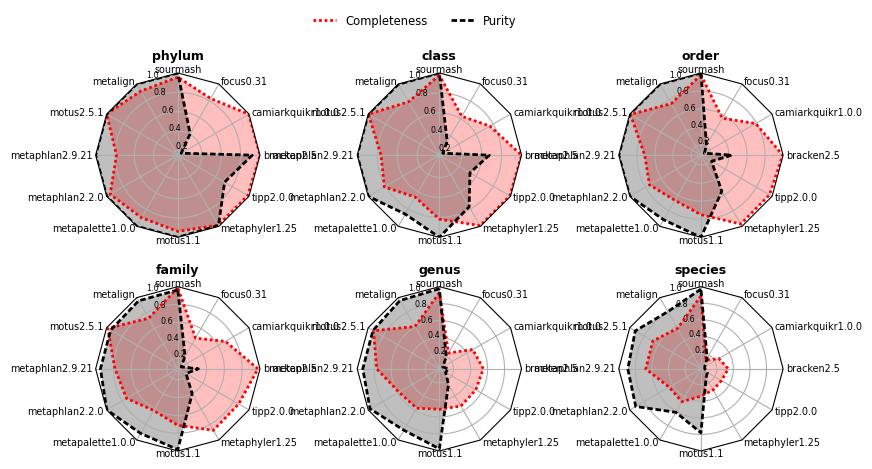 Completeness Purity
phylum class order
sourmash sourmash sourmash
1.0 1.0 1.0
metalign focus0.31 metalign focus0.31 metalign focus0.31
0.8 0.8 0.8
motus2.5.1 camiarkquikr1.0.0 motus2.5.1 camiarkquikr1.0.0 motus2.5.1 camiarkquikr1.0.0
0.6 0.6 0.6
0.4 0.4 0.4
0.2 0.2 0.2
metaphlan2.9.21 bracken2.5 metaphlan2.9.21 bracken2.5 metaphlan2.9.21 bracken2.5
metaphlan2.2.0 tipp2.0.0 metaphlan2.2.0 tipp2.0.0 metaphlan2.2.0 tipp2.0.0
metapalette1.0.0 metaphyler1.25 metapalette1.0.0 metaphyler1.25 metapalette1.0.0 metaphyler1.25
motus1.1 motus1.1 motus1.1
family genus species
sourmash sourmash sourmash
1.0 1.0 1.0
metalign focus0.31 metalign focus0.31 metalign focus0.31
0.8 0.8 0.8
motus2.5.1 camiarkquikr1.0.0 motus2.5.1 camiarkquikr1.0.0 motus2.5.1 camiarkquikr1.0.0
0.6 0.6 0.6
0.4 0.4 0.4
0.2 0.2 0.2
metaphlan2.9.21 bracken2.5 metaphlan2.9.21 bracken2.5 metaphlan2.9.21 bracken2.5
metaphlan2.2.0 tipp2.0.0 metaphlan2.2.0 tipp2.0.0 metaphlan2.2.0 tipp2.0.0
metapalette1.0.0 metaphyler1.25 metapalette1.0.0 metaphyler1.25 metapalette1.0.0 metaphyler1.25
motus1.1 motus1.1 motus1.1